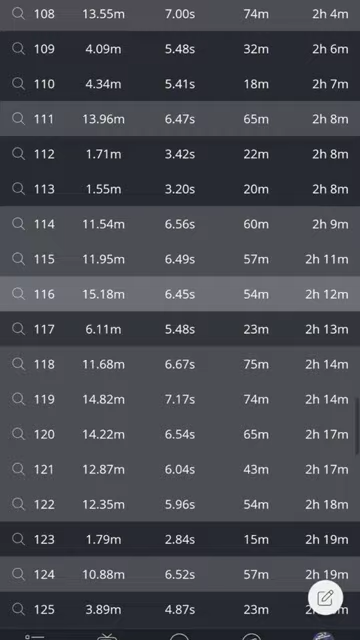 108 13.55m 7.00s 74m 2h 4m
109 4.09m 5.48s 32m 2h 6m
110 4.34m 5.41s 18m 2h 7m
111 13.96m 6.47s 65m 2h 8m
112 1.71m 3.42s 22m 2h 8m
113 1.55m 3.20s 20m 2h 8m
114 11.54m 6.56s 60m 2h 9m
115 11.95m 6.49s 57m 2h 11m
116 15.18m 6.45s 54m 2h 12m
117 6.11m 5.48s 23m 2h 13m
118 11.68m 6.67s 75m 2h 14m
119 14.82m 7.17s 74m 2h 14m
120 14.22m 6.54s 65m 2h 17m
121 12.87m 6.04s 43m 2h 17m
122 12.35m 5.96s 54m 2h 18m
123 1.79m 2.84s 15m 2h 19m
124 10.88m 6.52s 57m 2h 19m
125 3.89m 4.87s 23m